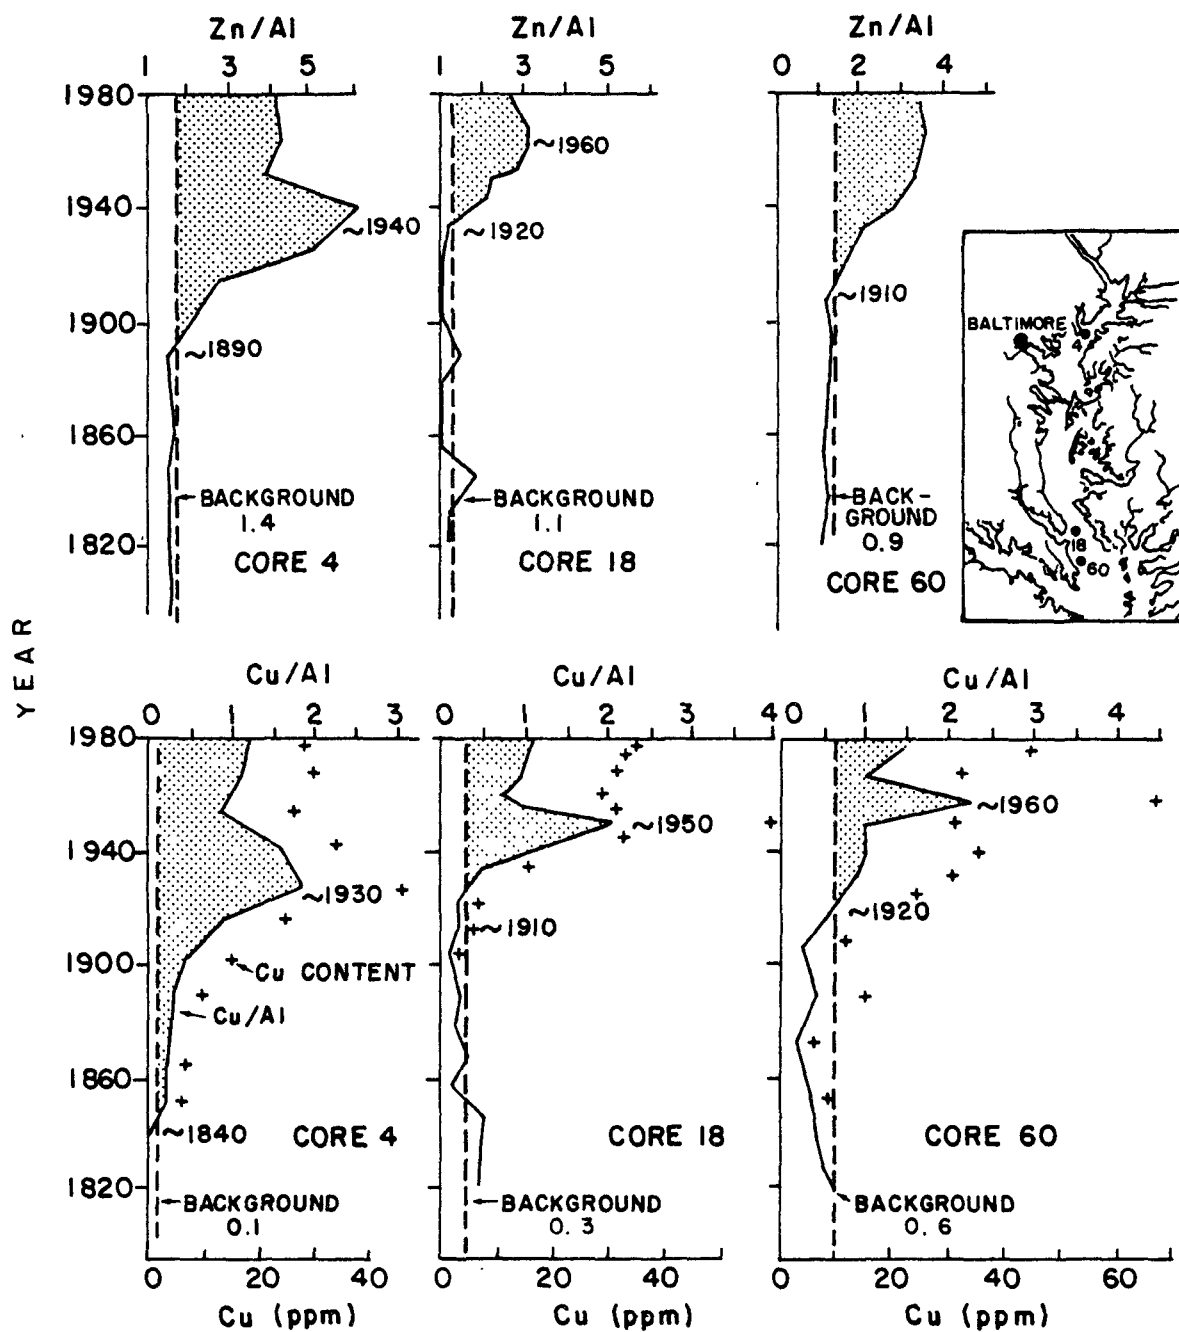 Zn/Al Zn/Al Zn/Al
1 3 5 1 3 5 0 2 4
1980
1940
1900
1860
1820
~1940
~1890
BACKGROUND
1.4
CORE 4
~1960
~1920
BACKGROUND
1.1
CORE 18
~1910
BACK-
GROUND
0.9
CORE 60
BALTIMORE
4
18
60
YEAR
Cu/Al Cu/Al Cu/Al
0 1 2 3 0 1 2 3 4 0 1 2 3 4
1980
1940
1900
1860
1820
~1930
Cu CONTENT
Cu/Al
~1840
CORE 4
BACKGROUND
0.1
~1950
~1910
CORE 18
BACKGROUND
0.3
~1960
~1920
CORE 60
BACKGROUND
0.6
0 20 40 0 20 40 0 20 40 60
Cu (ppm) Cu (ppm) Cu (ppm)